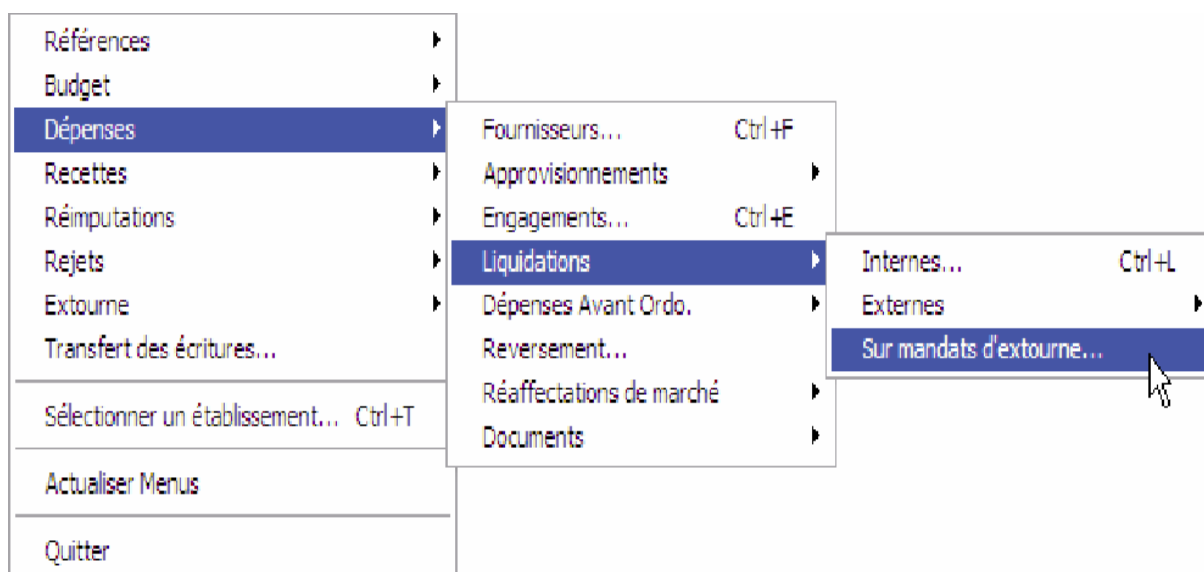 Références
Budget
Dépenses
Recettes
Réimputations
Rejets
Extourne
Transfert des écritures...
Sélectionner un établissement... Ctrl+T
Actualiser Menus
Quitter
Fournisseurs... Ctrl+F
Approvisionnements
Engagements... Ctrl+E
Liquidations
Dépenses Avant Ordo.
Reversement...
Réaffectations de marché
Documents
Internes... Ctrl+L
Externes
Sur mandats d'extourne...